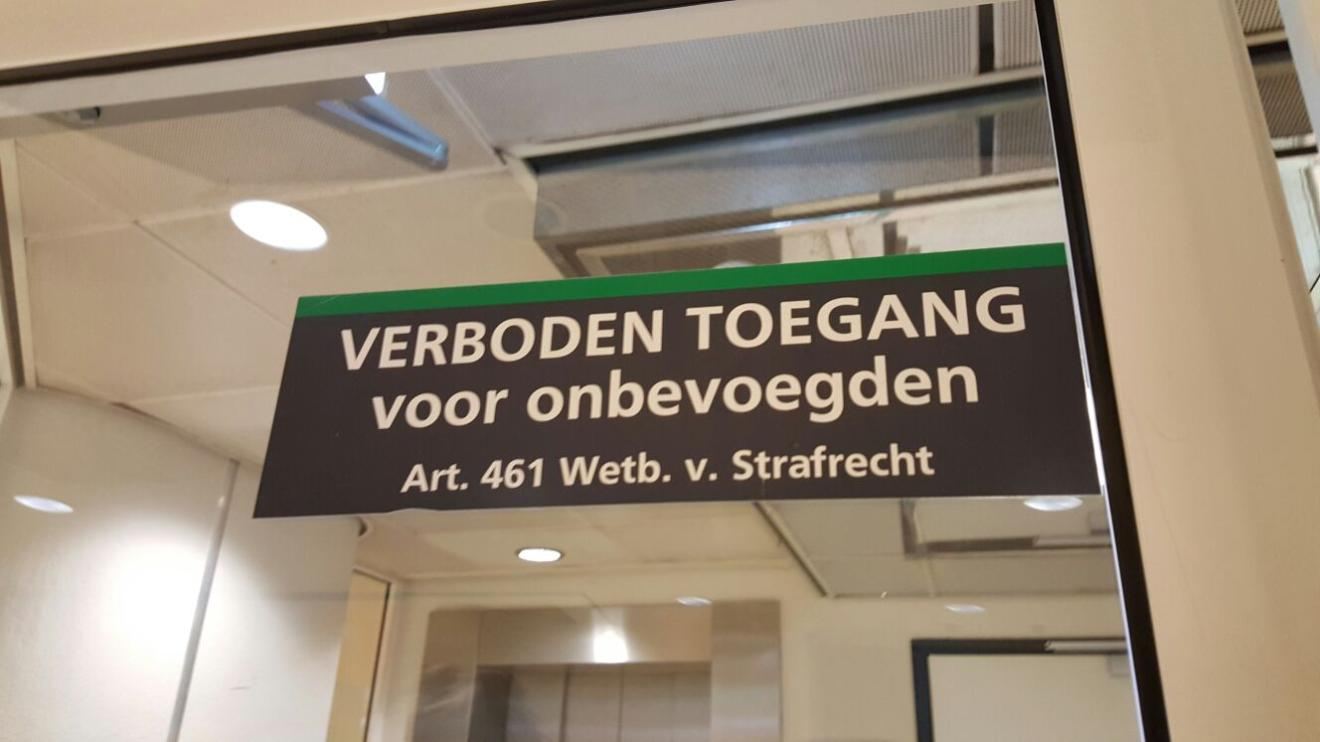 VERBODEN TOEGANG
voor onbevoegden
Art. 461 Wetb. v. Strafrecht